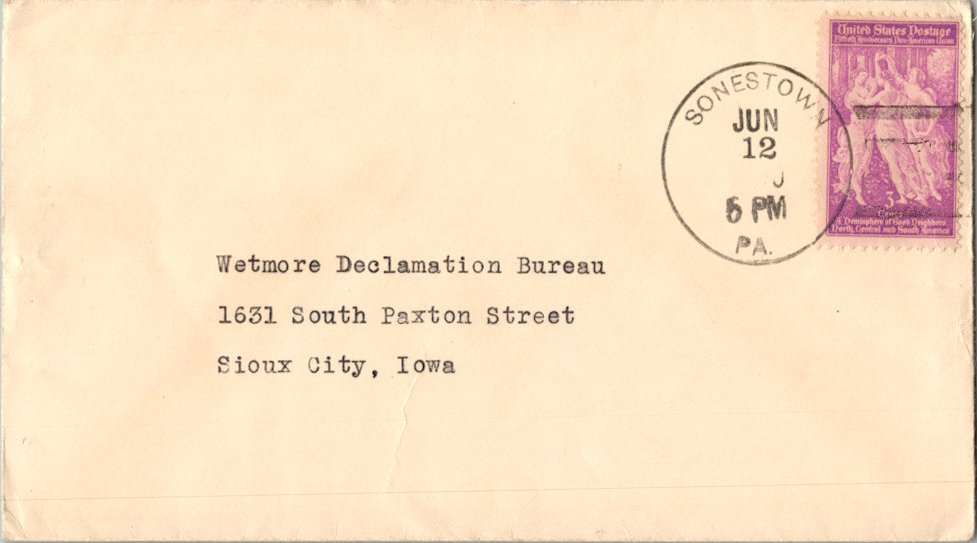 United States Postage
Fiftieth Anniversary Pan-American Union
SONESTOWN
JUN
12
5 PM
PA.
3
A Hemisphere of Good Neighbors
North, Central and South America
Wetmore Declamation Bureau
1631 South Paxton Street
Sioux City, Iowa